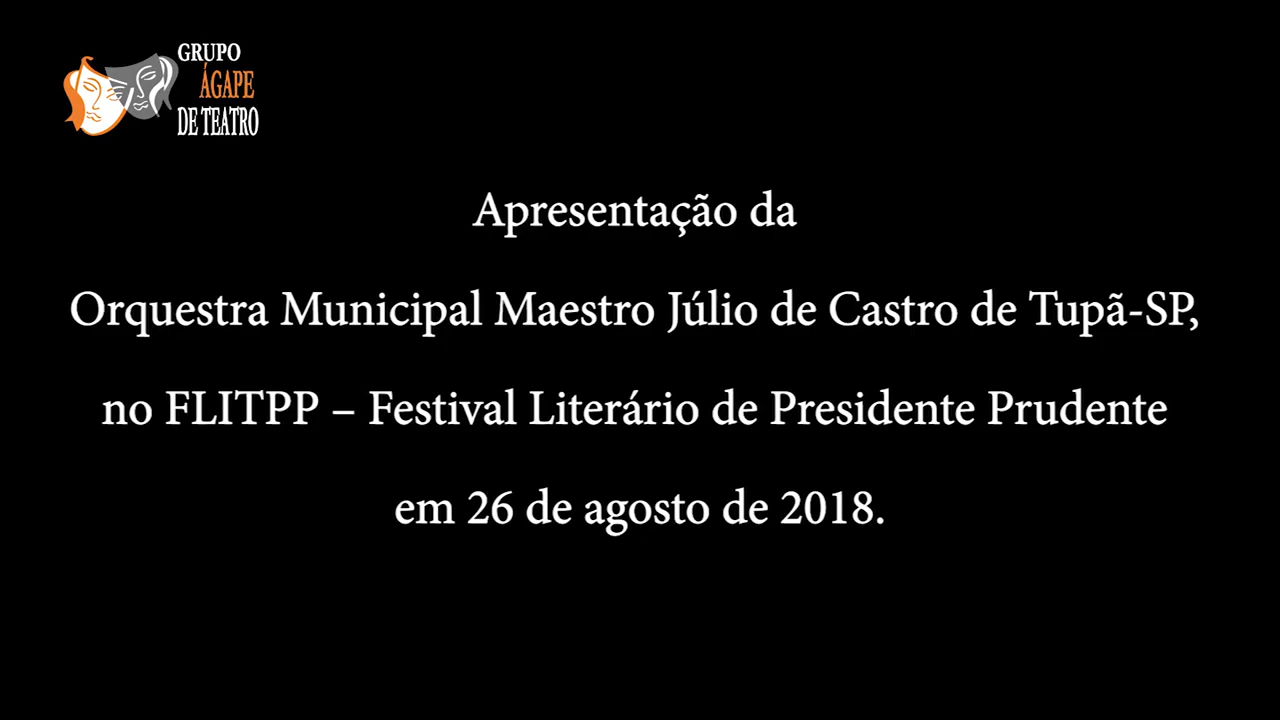 GRUPO
ÁGAPE
DE TEATRO
Apresentação da
Orquestra Municipal Maestro Júlio de Castro de Tupã-SP,
no FLITPP – Festival Literário de Presidente Prudente
em 26 de agosto de 2018.